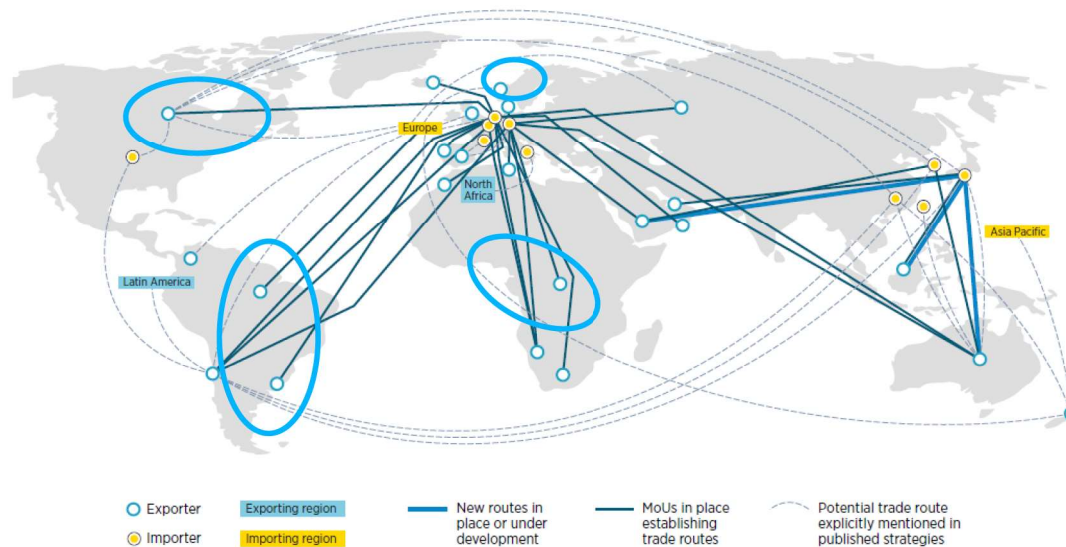 Europe
North
Africa
Asia Pacific
Latin America
Exporter
Exporting region
New routes in
place or under
development
MoUs in place
establishing
trade routes
Potential trade route
explicitly mentioned in
published strategies
Importer
Importing region